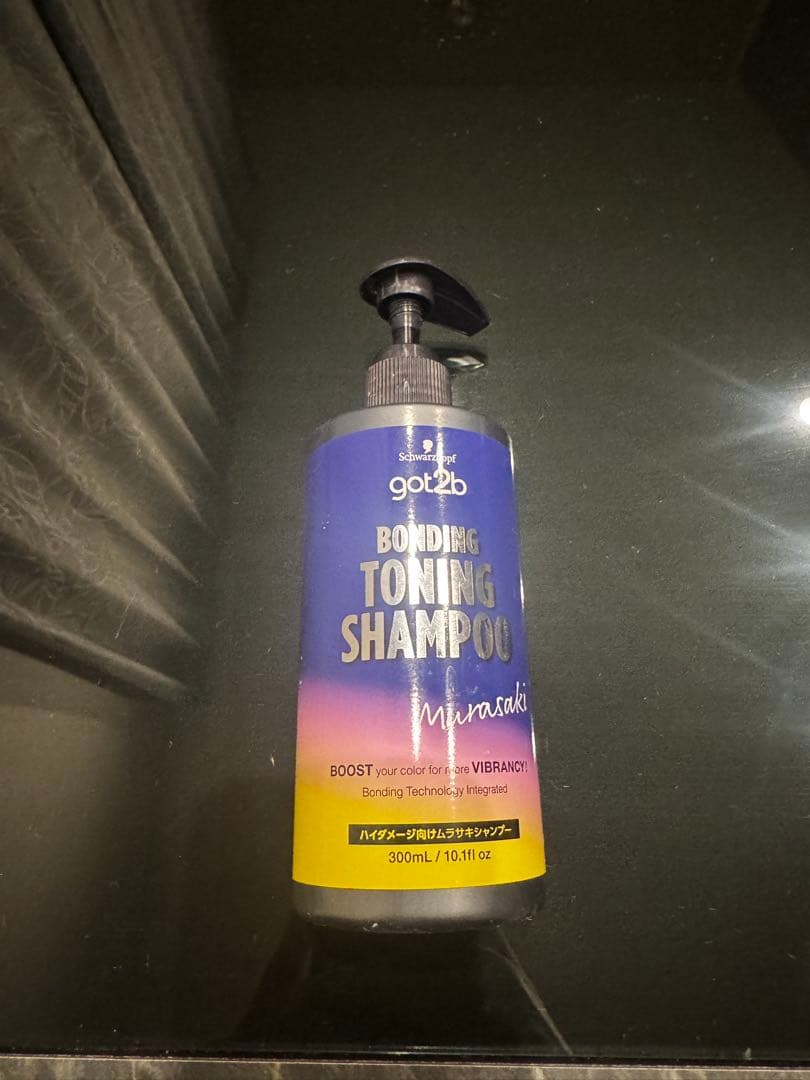 Schwarzkopf
got2b
BONDING
TONING
SHAMPOO
Murasaki
BOOST your color for more VIBRANCY!
Bonding Technology Integrated
ハイダメージ向けムラサキシャンプー
300mL / 10.1fl oz